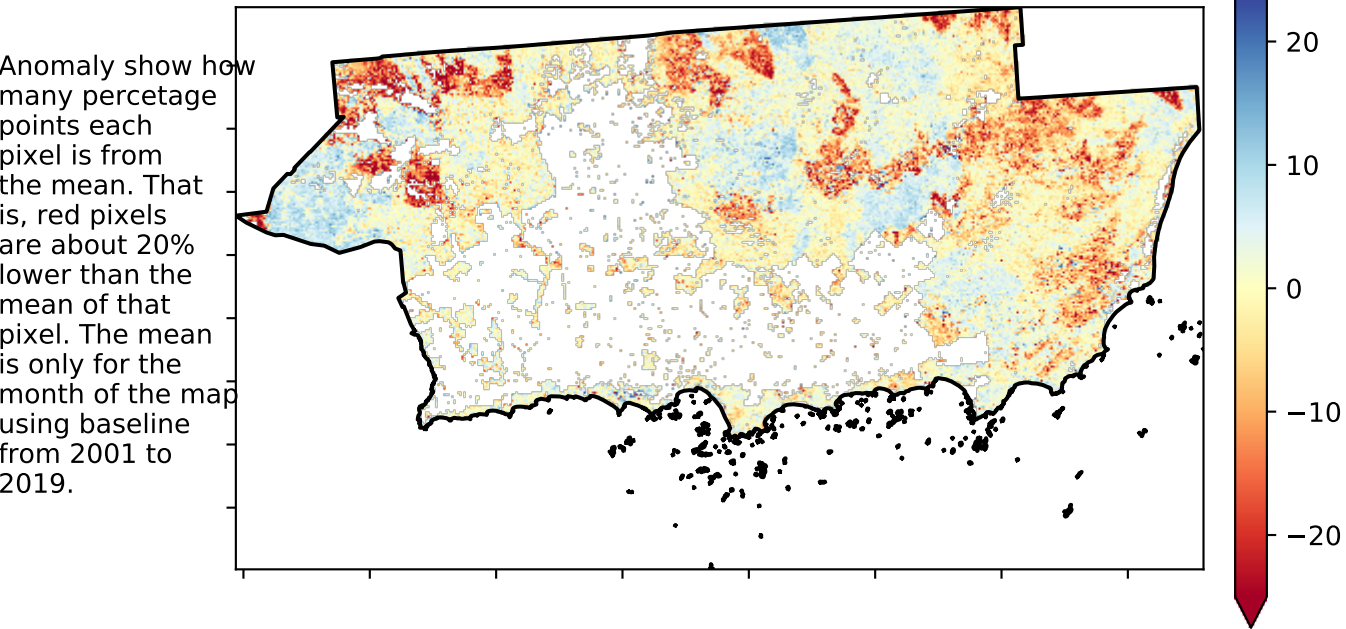 Anomaly show how
many percetage
points each
pixel is from
the mean. That
is, red pixels
are about 20%
lower than the
mean of that
pixel. The mean
is only for the
month of the map
using baseline
from 2001 to
2019.
20
10
0
−10
−20